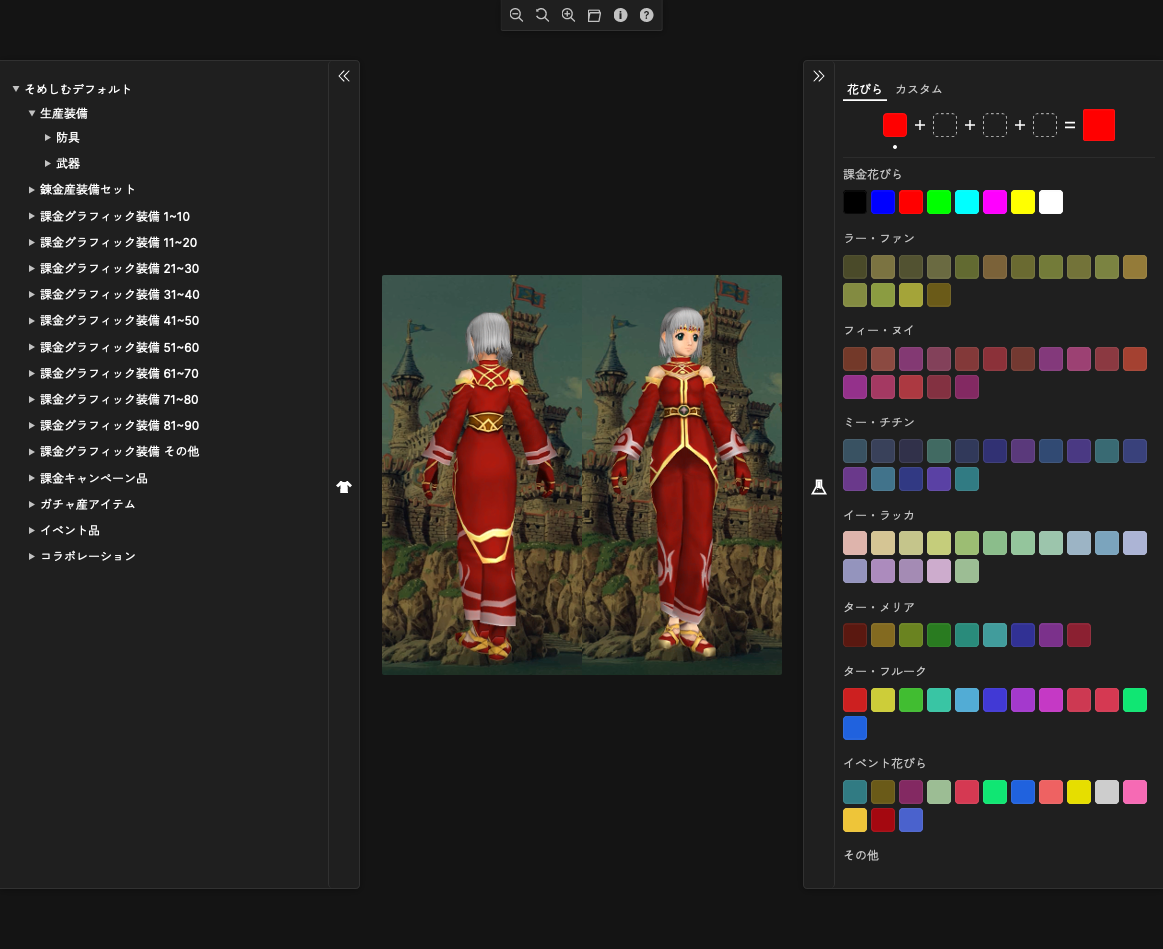 そめしむデフォルト
生産装備
防具
武器
錬金産装備セット
課金グラフィック装備 1~10
課金グラフィック装備 11~20
課金グラフィック装備 21~30
課金グラフィック装備 31~40
課金グラフィック装備 41~50
課金グラフィック装備 51~60
課金グラフィック装備 61~70
課金グラフィック装備 71~80
課金グラフィック装備 81~90
課金グラフィック装備 その他
課金キャンペーン品
ガチャ産アイテム
イベント品
コラボレーション
花びら カスタム
+ + + =
課金花びら
ラー・ファン
フィー・ヌイ
ミー・チチン
イー・ラッカ
ター・メリア
ター・フルーク
イベント花びら
その他